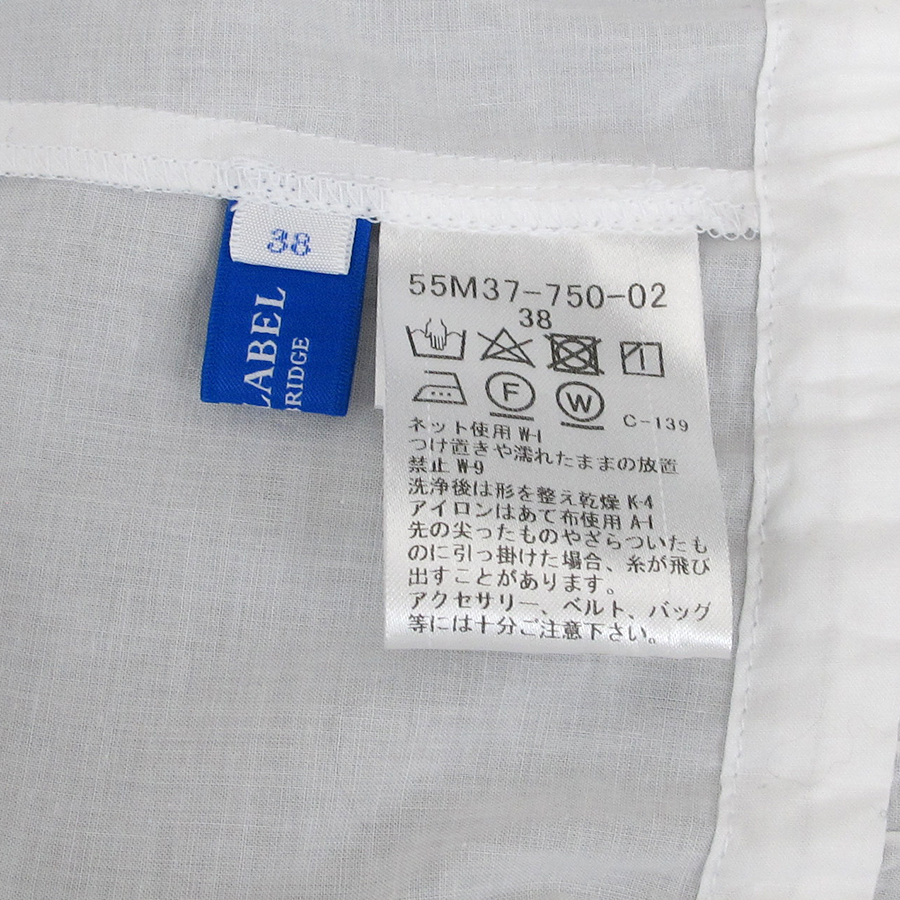 38
LABEL
BRIDGE
55M37-750-02
38
F
W
C-139
ネット使用 W-1
つけ置きや濡れたままの放置
禁止 W-9
洗浄後は形を整え乾燥 K-4
アイロンはあて布使用 A-1
先の尖ったものやざらついたも
のに引っ掛けた場合、糸が飛び
出すことがあります。
アクセサリー、ベルト、バッグ
等には十分ご注意下さい。